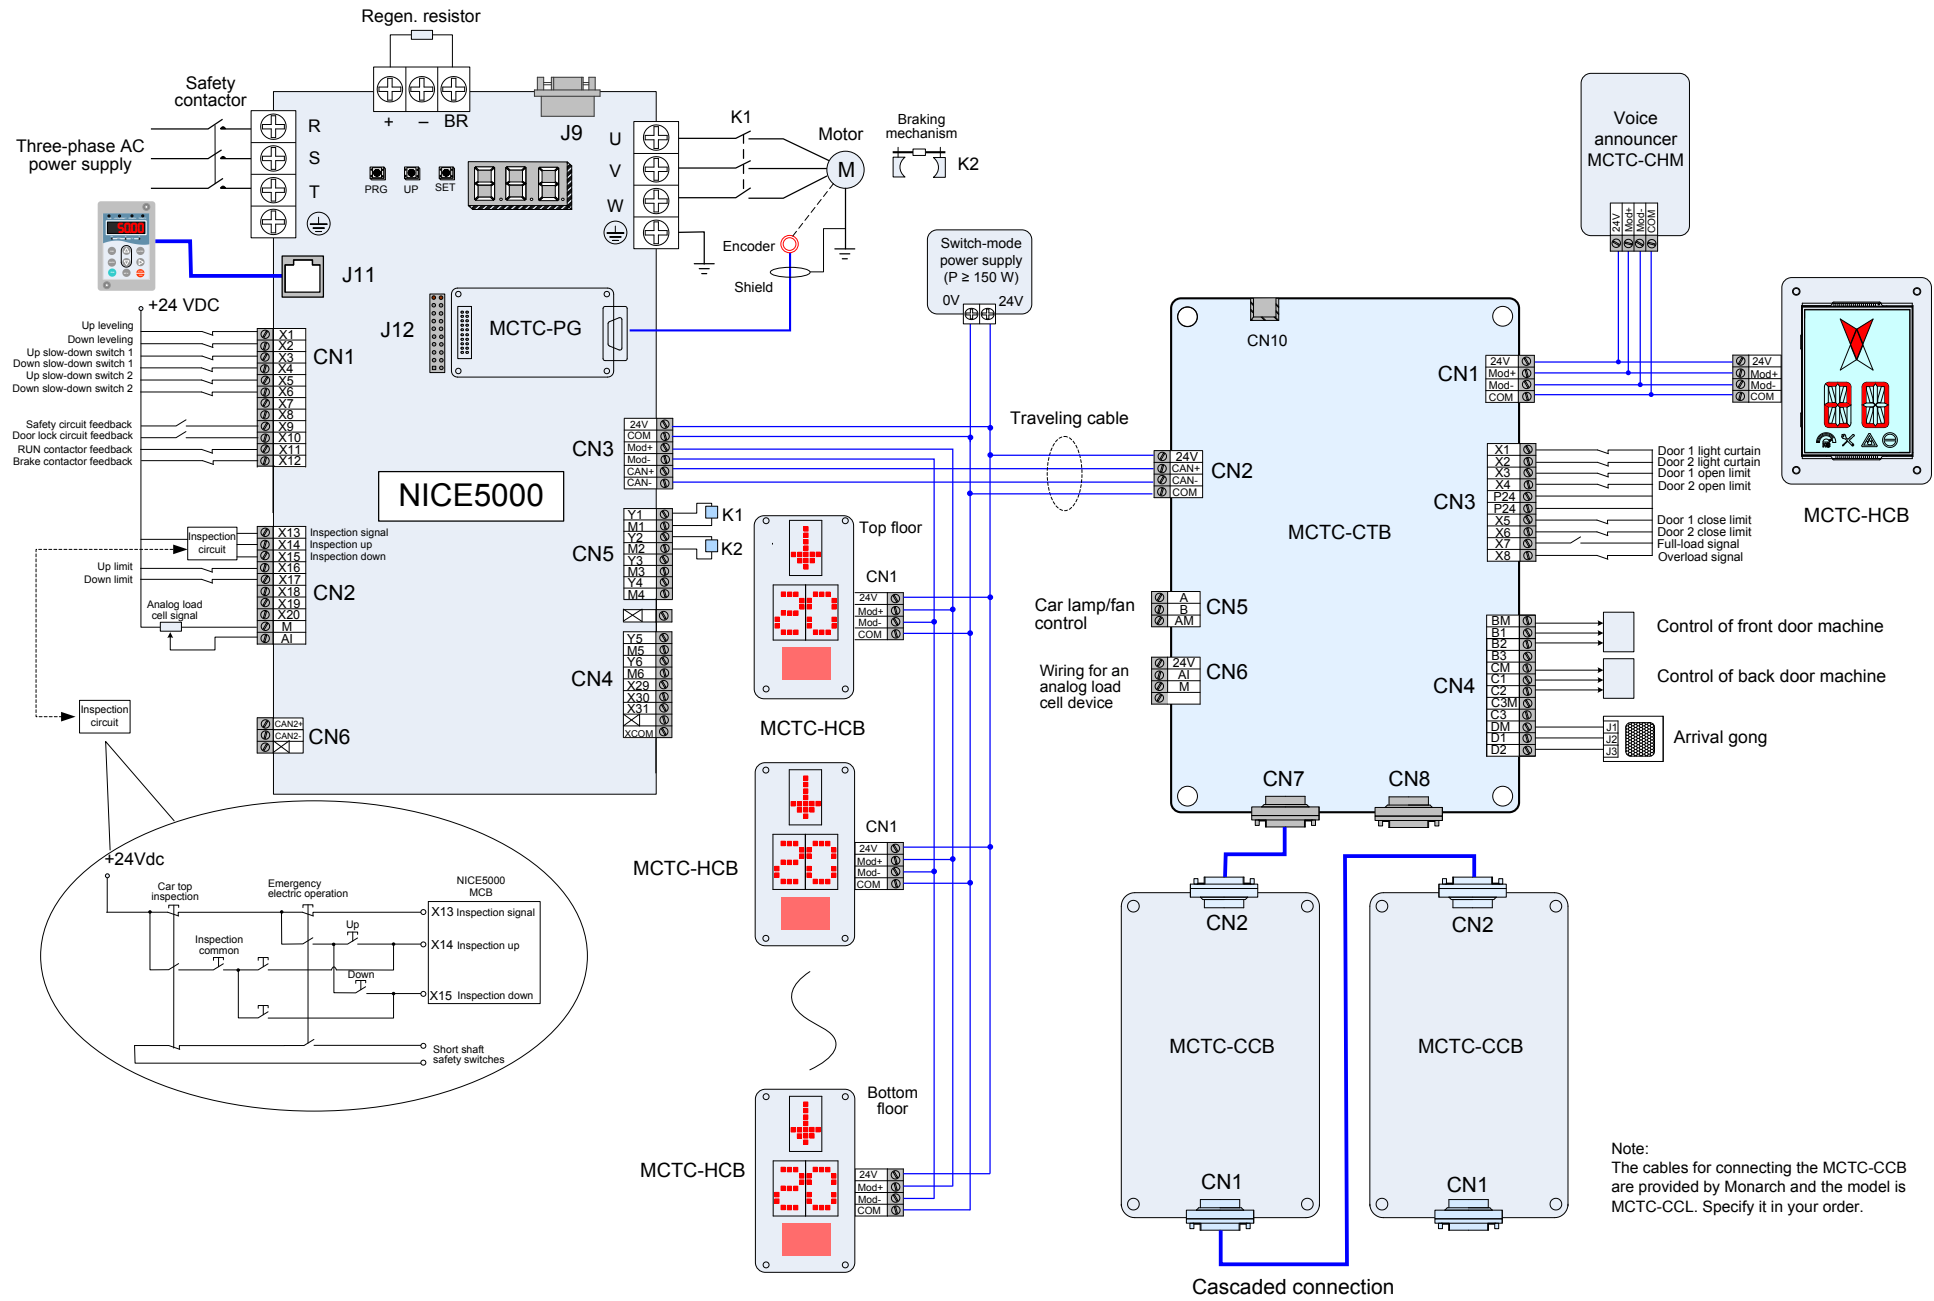 Regen. resistor
Safety
contactor
Three-phase AC
power supply
R
S
T
+
–
BR
J9
PRG
UP
SET
U
V
W
K1
Motor
M
Braking
mechanism
K2
Encoder
Shield
5000
J11
J12
MCTC-PG
+24 VDC
Up leveling
Down leveling
Up slow-down switch 1
Down slow-down switch 1
Up slow-down switch 2
Down slow-down switch 2
Safety circuit feedback
Door lock circuit feedback
RUN contactor feedback
Brake contactor feedback
X1
X2
X3
X4
X5
X6
X7
X8
X9
X10
X11
X12
CN1
NICE5000
Inspection
circuit
X13
X14
X15
X16
X17
X18
X19
X20
M
AI
Inspection signal
Inspection up
Inspection down
CN2
Up limit
Down limit
Analog load
cell signal
CAN2+
CAN2-
CN6
CN3
24V
COM
Mod+
Mod-
CAN+
CAN-
CN5
Y1
M1
Y2
M2
Y3
M3
Y4
M4
K1
K2
CN4
Y5
M5
Y6
M6
X29
X30
X31
XCOM
Inspection
circuit
+24Vdc
Car top
inspection
Emergency
electric operation
NICE5000
MCB
Inspection
common
Up
Down
X13 Inspection signal
X14 Inspection up
X15 Inspection down
Short shaft
safety switches
Switch-mode
power supply
(P ≥ 150 W)
0V
24V
Traveling cable
Top floor
20
CN1
24V
Mod+
Mod-
COM
MCTC-HCB
MCTC-HCB
20
CN1
24V
Mod+
Mod-
COM
Bottom
floor
MCTC-HCB
20
24V
Mod+
Mod-
COM
CN10
MCTC-CTB
CN2
24V
CAN+
CAN-
COM
Car lamp/fan
control
A
B
AM
CN5
Wiring for an
analog load
cell device
24V
AI
M
CN6
CN1
24V
Mod+
Mod-
COM
CN3
X1
X2
X3
X4
P24
P24
X5
X6
X7
X8
Door 1 light curtain
Door 2 light curtain
Door 1 open limit
Door 2 open limit
Door 1 close limit
Door 2 close limit
Full-load signal
Overload signal
CN4
BM
B1
B2
B3
CM
C1
C2
C3M
C3
DM
D1
D2
Control of front door machine
Control of back door machine
J1
J2
J3
Arrival gong
CN7
CN8
Voice
announcer
MCTC-CHM
24V
Mod+
Mod-
COM
24V
Mod+
Mod-
COM
20
MCTC-HCB
CN2
MCTC-CCB
CN1
CN2
MCTC-CCB
CN1
Cascaded connection
Note:
The cables for connecting the MCTC-CCB
are provided by Monarch and the model is
MCTC-CCL. Specify it in your order.